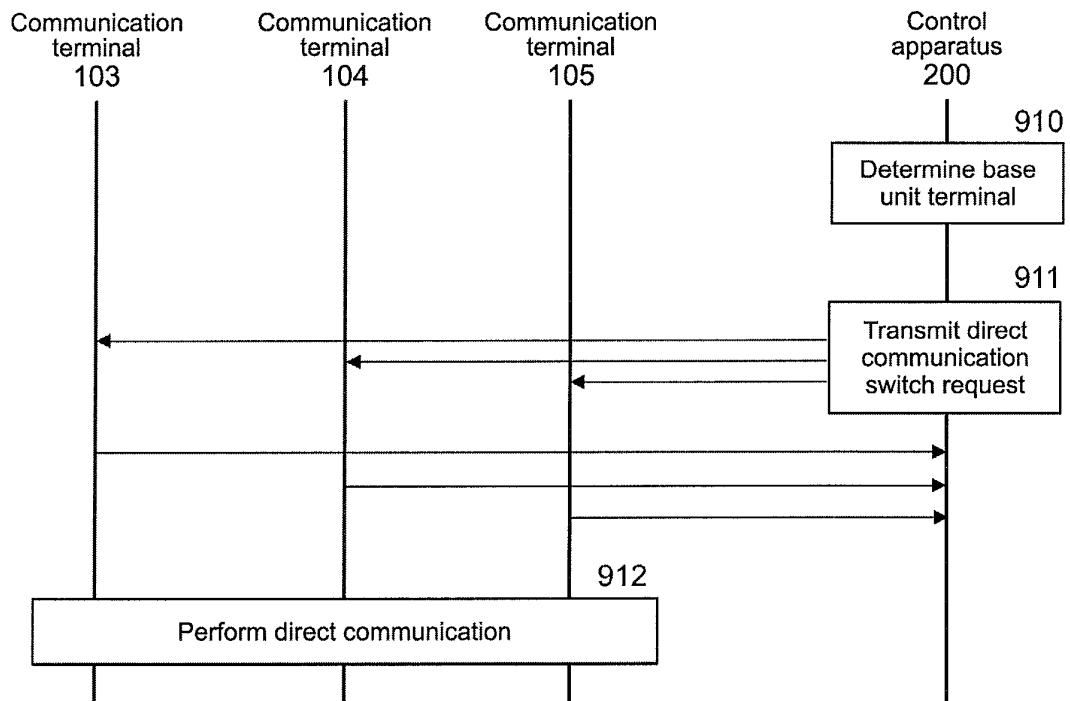 Communication
terminal
103
Communication
terminal
104
Communication
terminal
105
Control
apparatus
200
910
Determine base
unit terminal
911
Transmit direct
communication
switch request
912
Perform direct communication